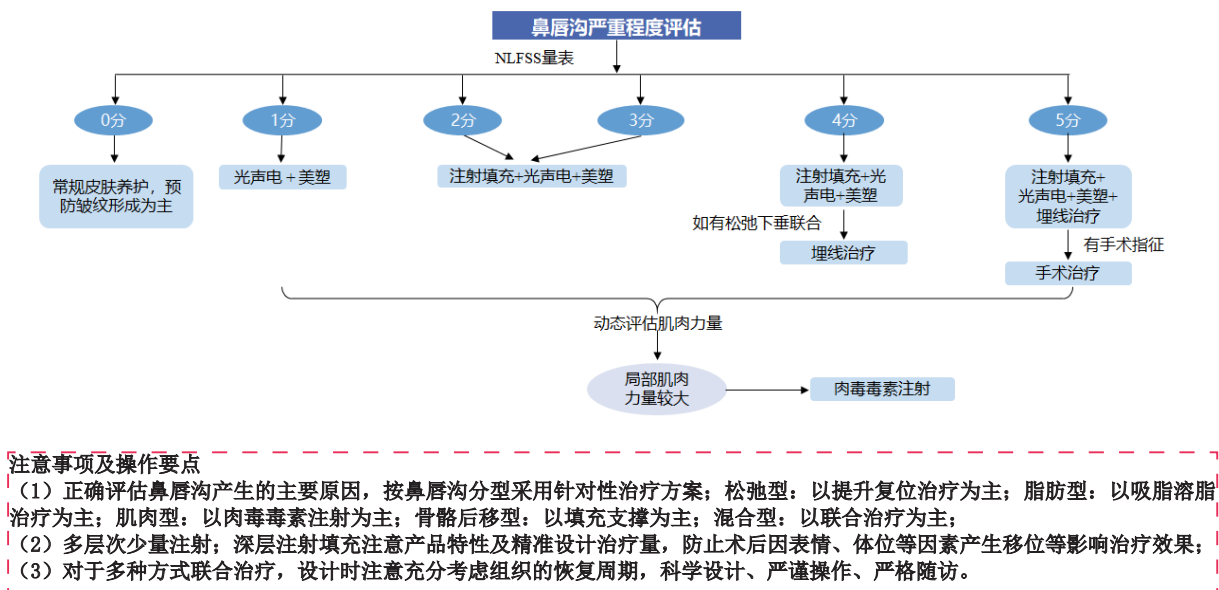 鼻唇沟严重程度评估
NLFSS量表
0分
1分
2分
3分
4分
5分
常规皮肤养护，预
防皱纹形成为主
光声电＋美塑
注射填充+光声电+美塑
注射填充+光
声电+美塑
注射填充+
光声电+美塑+
埋线治疗
如有松弛下垂联合
埋线治疗
有手术指征
手术治疗
动态评估肌肉力量
局部肌肉
力量较大
肉毒毒素注射
注意事项及操作要点
（1）正确评估鼻唇沟产生的主要原因，按鼻唇沟分型采用针对性治疗方案；松弛型：以提升复位治疗为主；脂肪型：以吸脂溶脂
治疗为主；肌肉型：以肉毒毒素注射为主；骨骼后移型：以填充支撑为主；混合型：以联合治疗为主；
（2）多层次少量注射；深层注射填充注意产品特性及精准设计治疗量，防止术后因表情、体位等因素产生移位等影响治疗效果；
（3）对于多种方式联合治疗，设计时注意充分考虑组织的恢复周期，科学设计、严谨操作、严格随访。